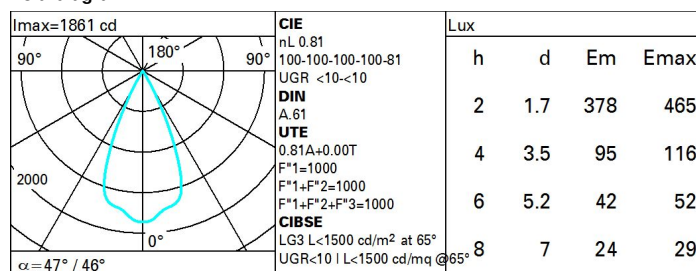 Imax=1861 cd
90°
180°
90°
2000
0°
α=47° / 46°
CIE
nL 0.81
100-100-100-100-81
UGR <10-<10
DIN
A.61
UTE
0.81A+0.00T
F"1=1000
F"1+F"2=1000
F"1+F"2+F"3=1000
CIBSE
LG3 L<1500 cd/m² at 65°
UGR<10 | L<1500 cd/mq @65°
Lux
h d Em Emax
2 1.7 378 465
4 3.5 95 116
6 5.2 42 52
8 7 24 29